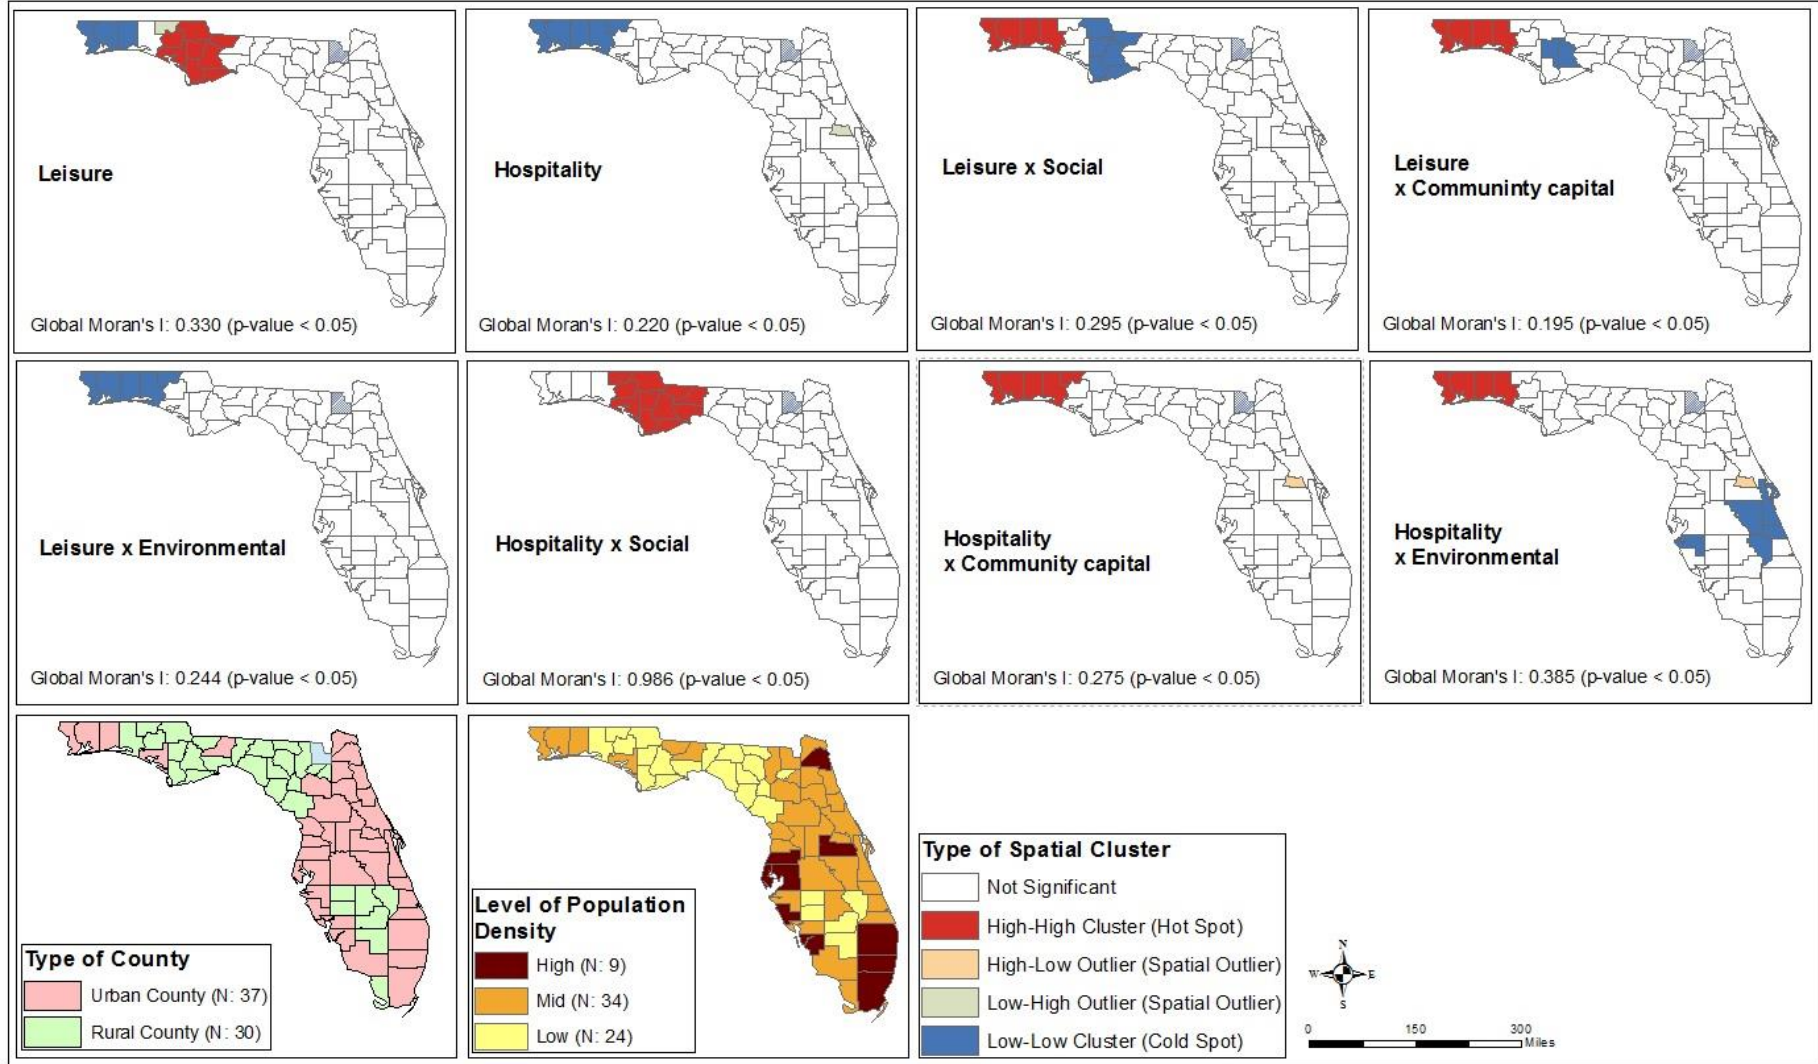 Leisure
Global Moran's I: 0.330 (p-value < 0.05)
Hospitality
Global Moran's I: 0.220 (p-value < 0.05)
Leisure x Social
Global Moran's I: 0.295 (p-value < 0.05)
Leisure
x Communinty capital
Global Moran's I: 0.195 (p-value < 0.05)
Leisure x Environmental
Global Moran's I: 0.244 (p-value < 0.05)
Hospitality x Social
Global Moran's I: 0.986 (p-value < 0.05)
Hospitality
x Community capital
Global Moran's I: 0.275 (p-value < 0.05)
Hospitality
x Environmental
Global Moran's I: 0.385 (p-value < 0.05)
Type of County
Urban County (N: 37)
Rural County (N: 30)
Level of Population
Density
High (N: 9)
Mid (N: 34)
Low (N: 24)
Type of Spatial Cluster
Not Significant
High-High Cluster (Hot Spot)
High-Low Outlier (Spatial Outlier)
Low-High Outlier (Spatial Outlier)
Low-Low Cluster (Cold Spot)
N
W E
S
0 150 300
Miles